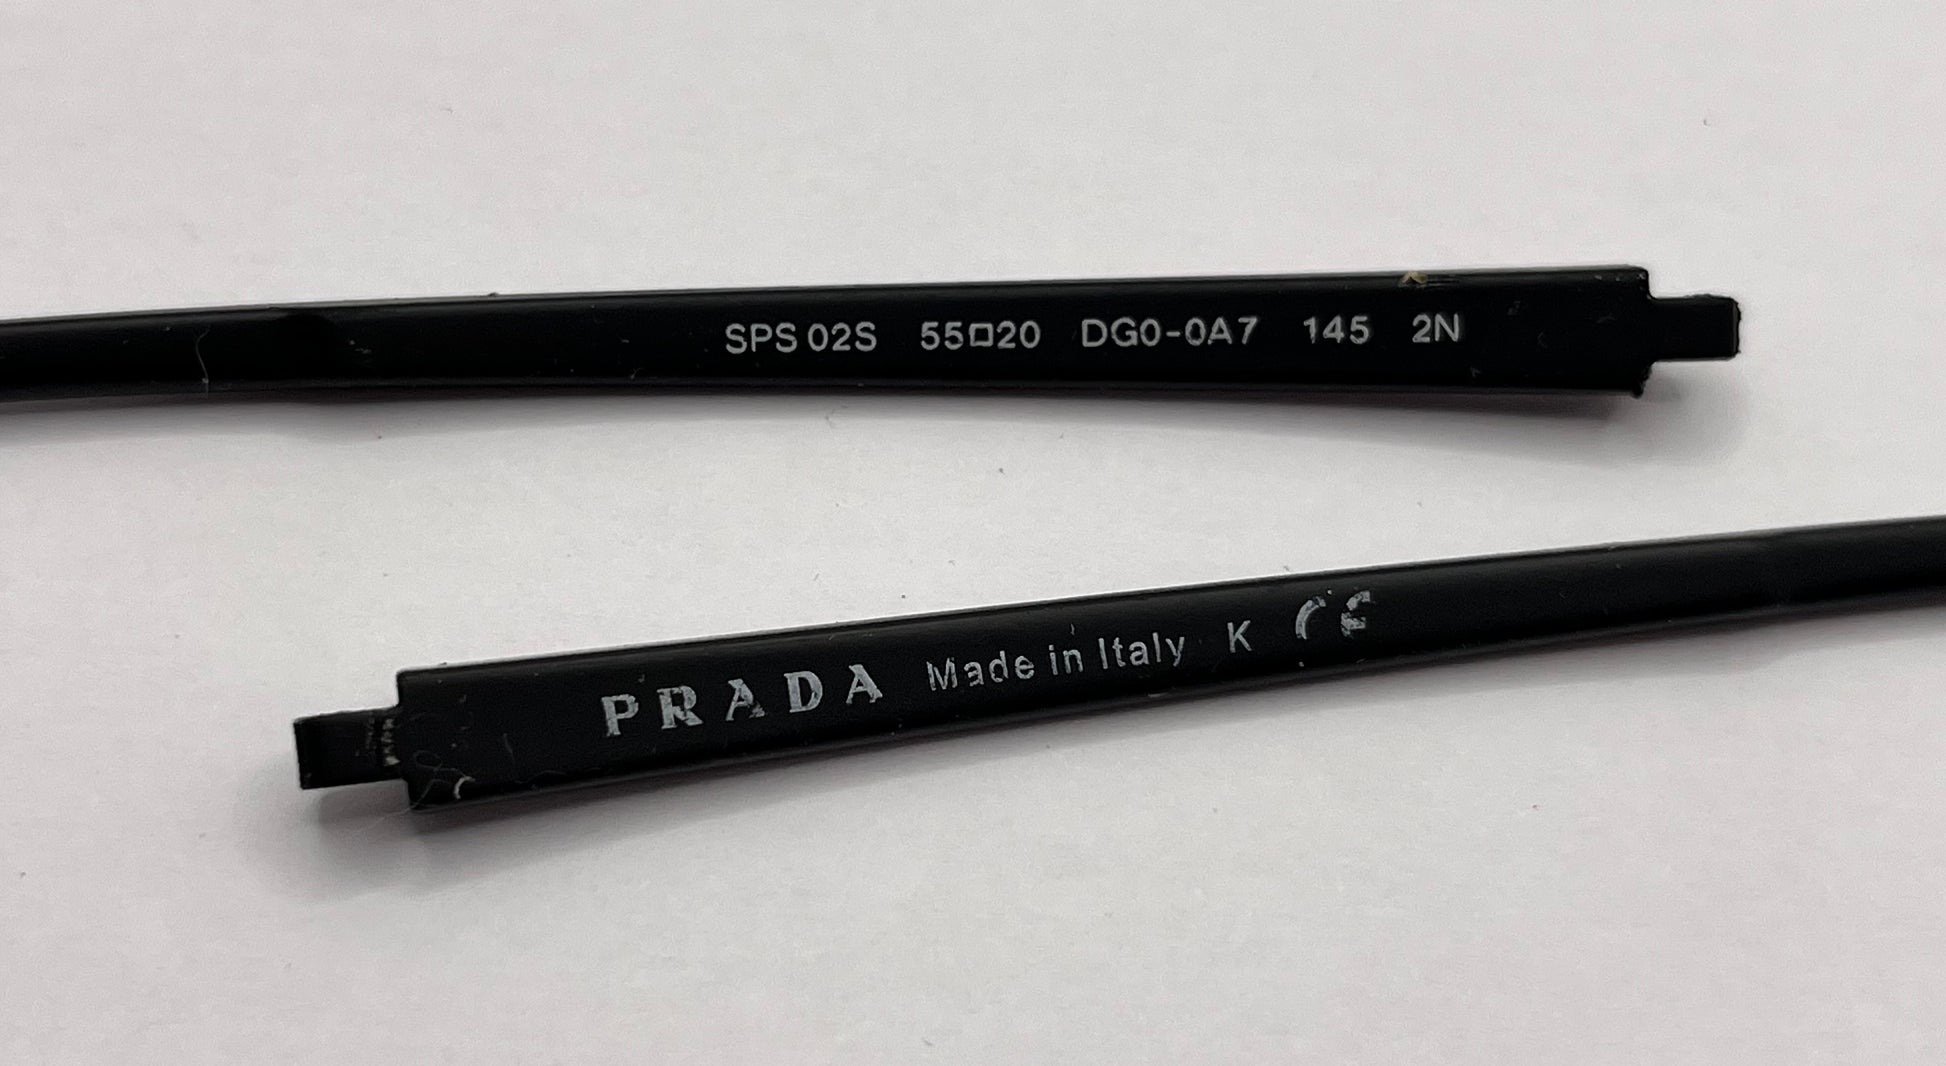 SPS 02S 55□20 DG0-0A7 145 2N
PRADA Made in Italy K CE